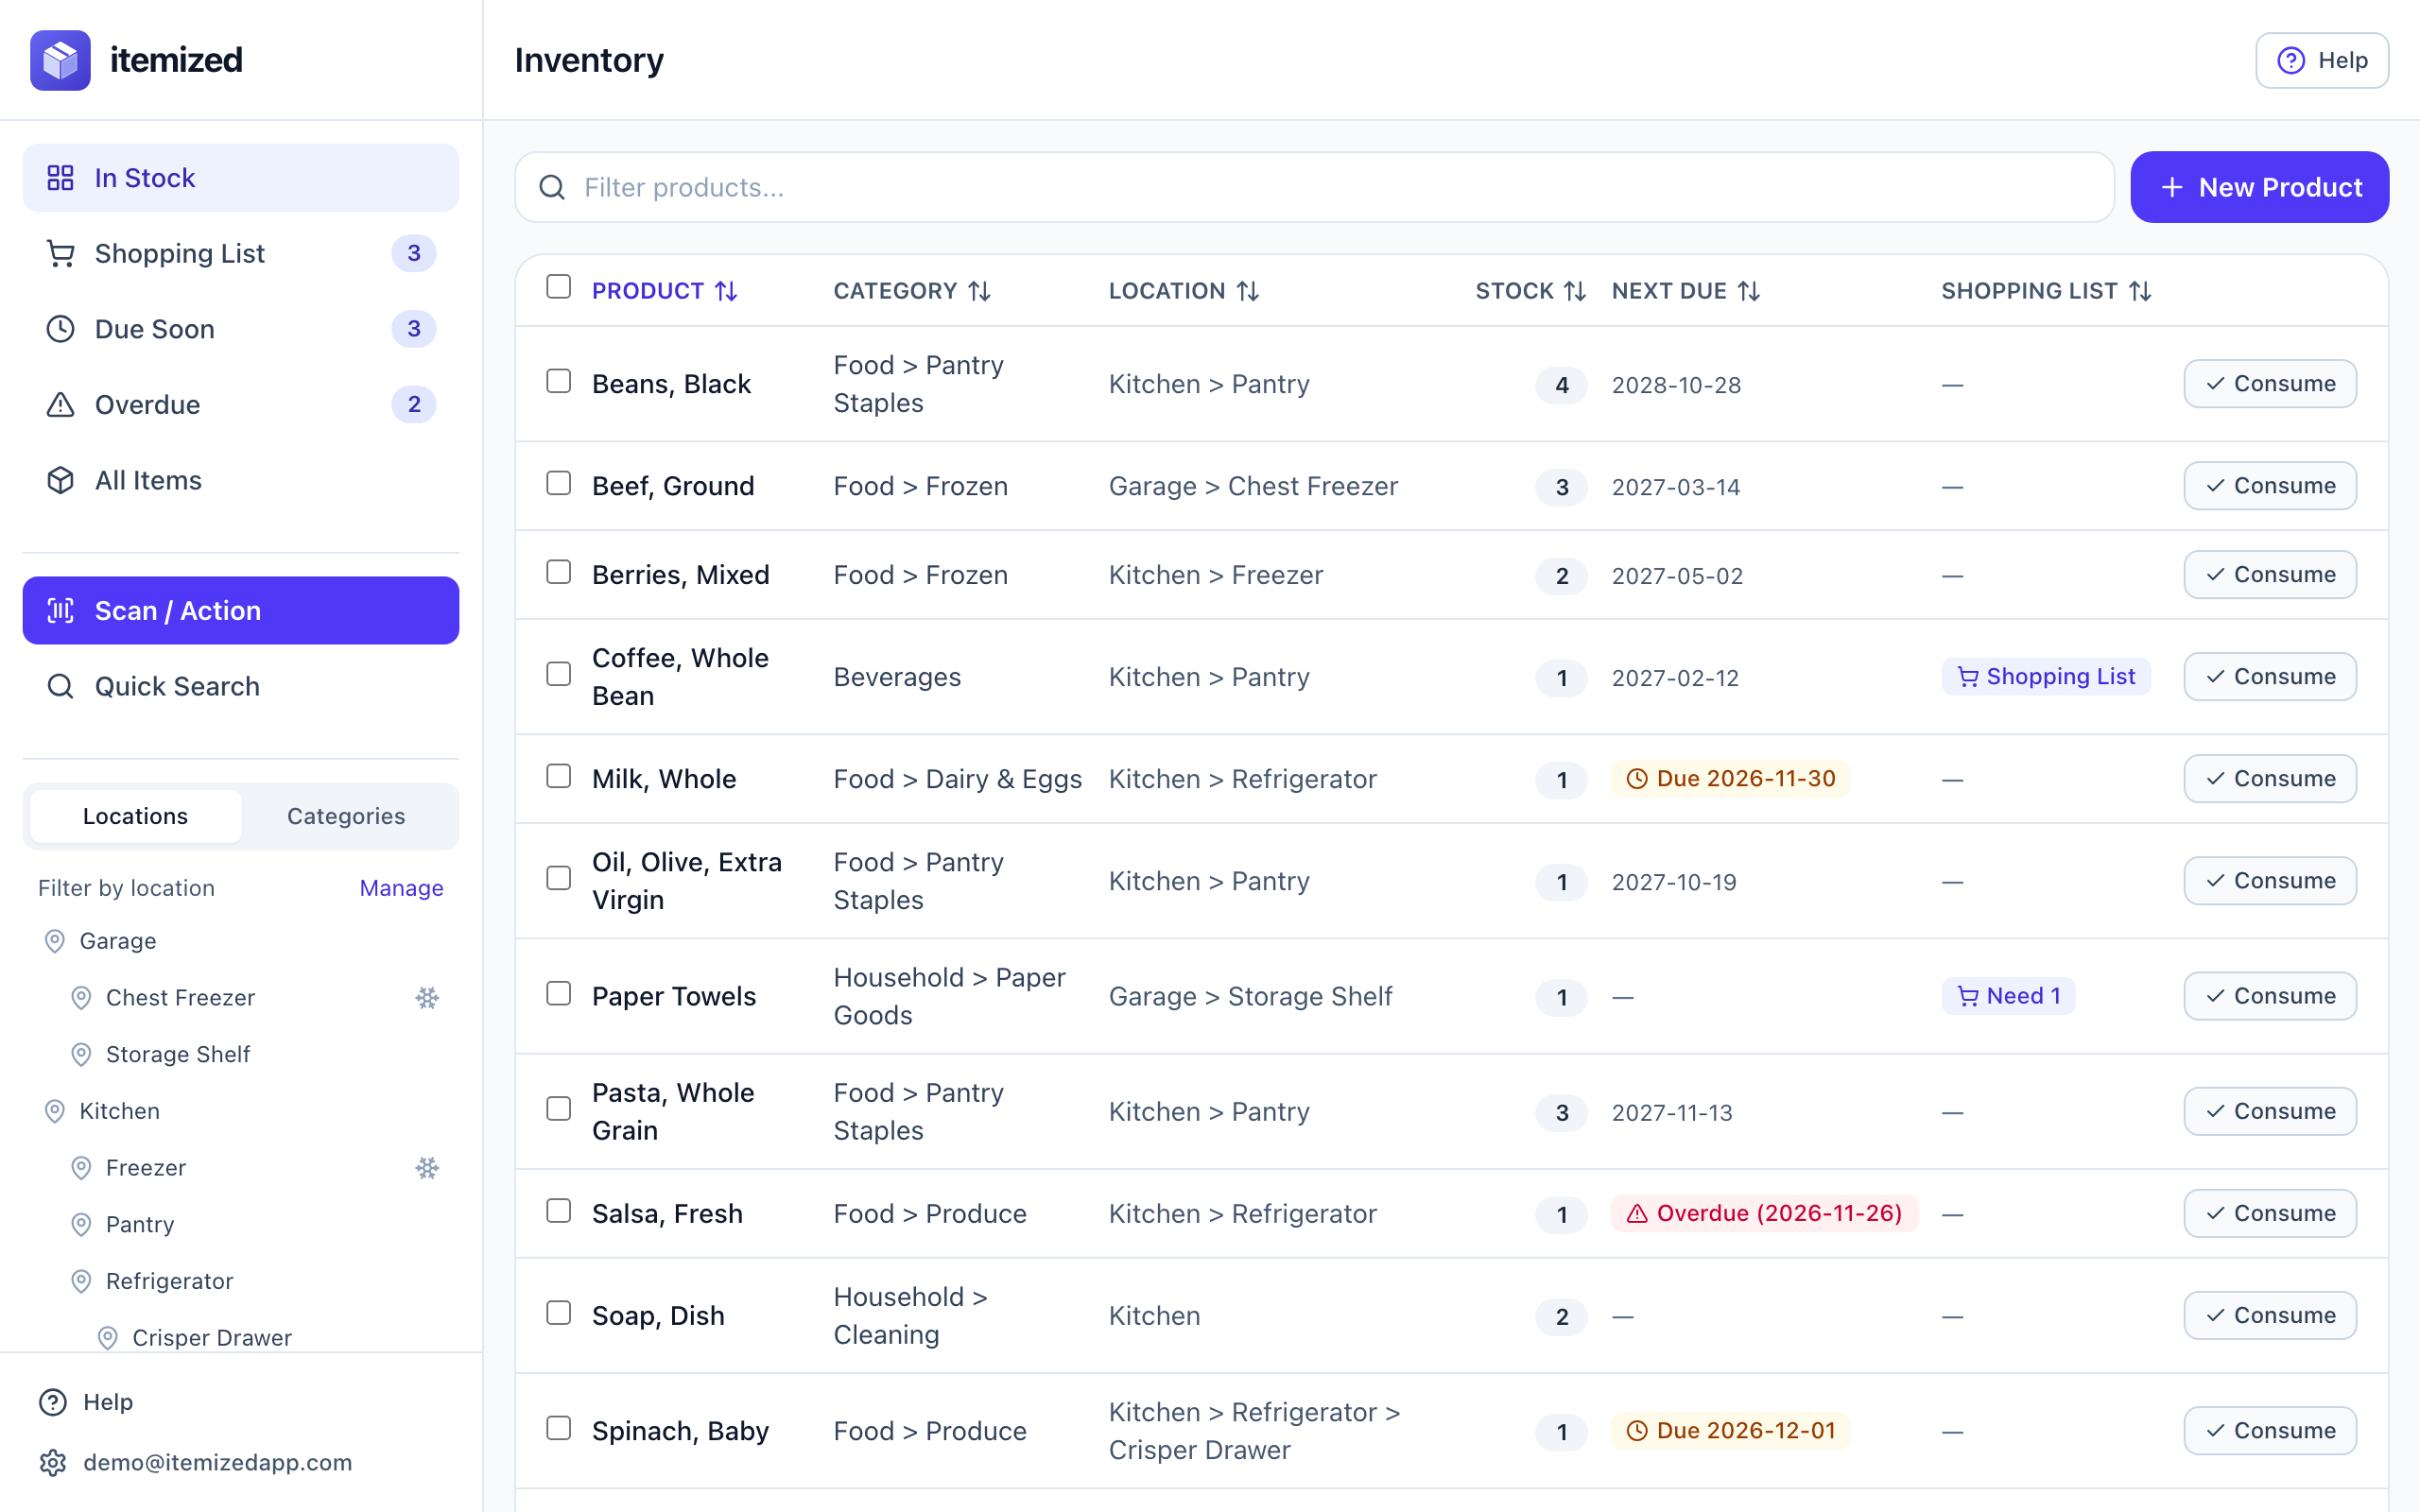 itemized
Inventory
Help
In Stock
Shopping List 3
Due Soon 3
Overdue 2
All Items
Scan / Action
Quick Search
Locations Categories
Filter by location Manage
Garage
Chest Freezer
Storage Shelf
Kitchen
Freezer
Pantry
Refrigerator
Crisper Drawer
Help
demo@itemizedapp.com
Filter products...
New Product
PRODUCT CATEGORY LOCATION STOCK NEXT DUE SHOPPING LIST
Beans, Black Food > Pantry Kitchen > Pantry 4 2028-10-28 — Consume
Staples
Beef, Ground Food > Frozen Garage > Chest Freezer 3 2027-03-14 — Consume
Berries, Mixed Food > Frozen Kitchen > Freezer 2 2027-05-02 — Consume
Coffee, Whole Beverages Kitchen > Pantry 1 2027-02-12 Shopping List Consume
Bean
Milk, Whole Food > Dairy & Eggs Kitchen > Refrigerator 1 Due 2026-11-30 — Consume
Oil, Olive, Extra Food > Pantry Kitchen > Pantry 1 2027-10-19 — Consume
Virgin Staples
Paper Towels Household > Paper Garage > Storage Shelf 1 — Need 1 Consume
Goods
Pasta, Whole Food > Pantry Kitchen > Pantry 3 2027-11-13 — Consume
Grain Staples
Salsa, Fresh Food > Produce Kitchen > Refrigerator 1 Overdue (2026-11-26) — Consume
Soap, Dish Household > Kitchen 2 — — Consume
Cleaning
Spinach, Baby Food > Produce Kitchen > Refrigerator > 1 Due 2026-12-01 — Consume
Crisper Drawer